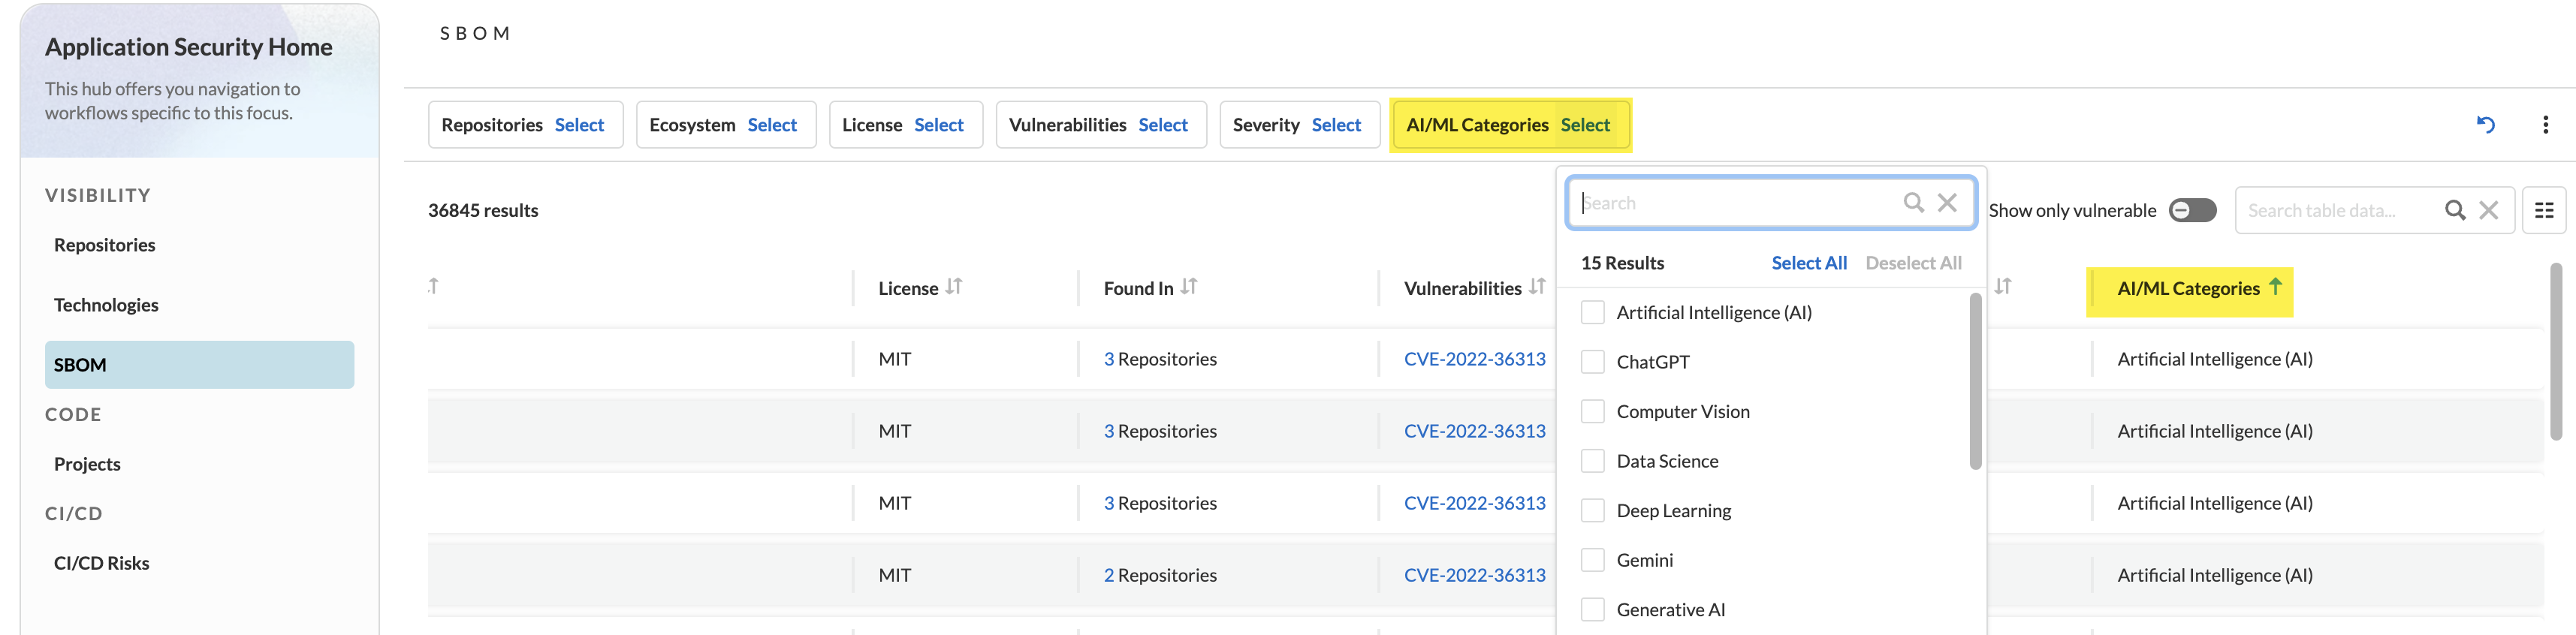 Application Security Home
This hub offers you navigation to
workflows specific to this focus.
VISIBILITY
Repositories
Technologies
SBOM
CODE
Projects
CI/CD
CI/CD Risks
SBOM
Repositories Select
Ecosystem Select
License Select
Vulnerabilities Select
Severity Select
AI/ML Categories Select
36845 results
Show only vulnerable
Search table data...
Search
15 Results Select All Deselect All
Artificial Intelligence (AI)
ChatGPT
Computer Vision
Data Science
Deep Learning
Gemini
Generative AI
License Found In Vulnerabilities AI/ML Categories
MIT 3 Repositories CVE-2022-36313 Artificial Intelligence (AI)
MIT 3 Repositories CVE-2022-36313 Artificial Intelligence (AI)
MIT 3 Repositories CVE-2022-36313 Artificial Intelligence (AI)
MIT 2 Repositories CVE-2022-36313 Artificial Intelligence (AI)